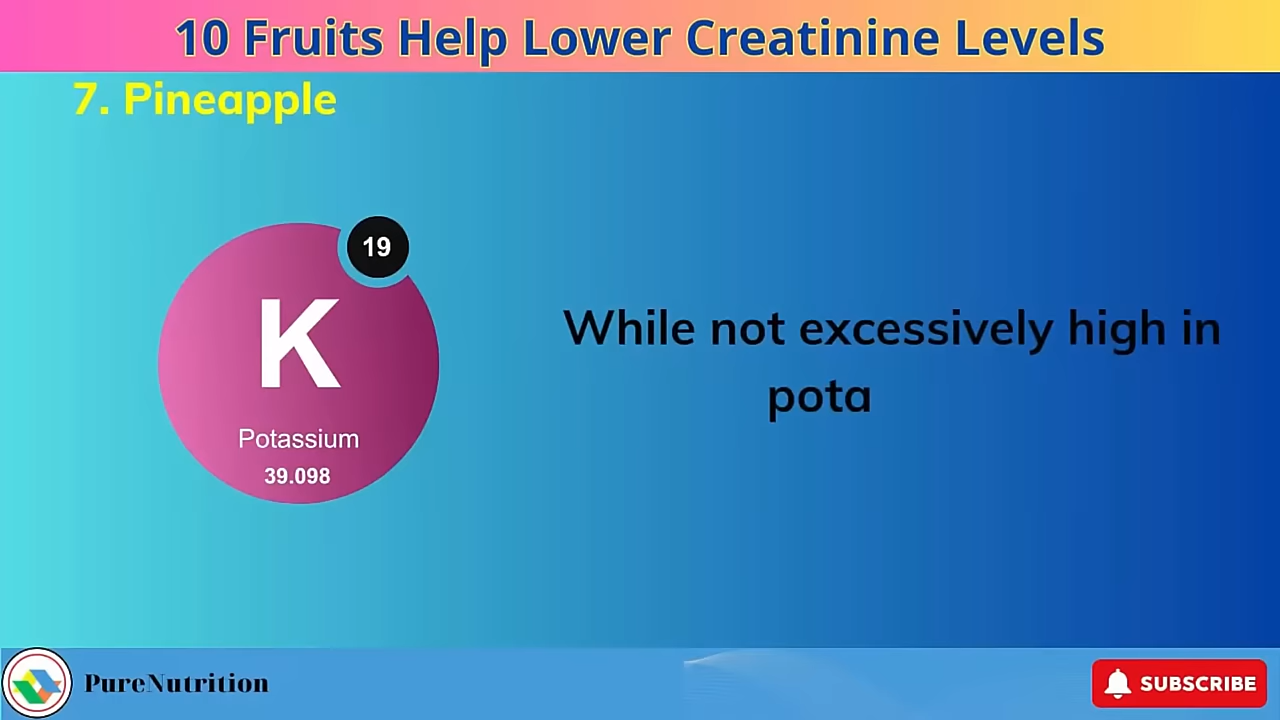 10 Fruits Help Lower Creatinine Levels
7. Pineapple
19
K
Potassium
39.098
While not excessively high in
pota
PureNutrition
SUBSCRIBE